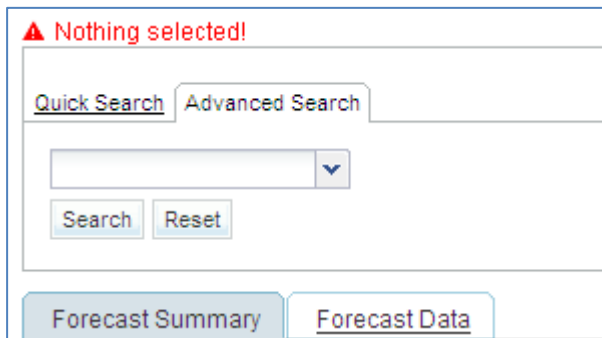 Nothing selected!
Quick Search Advanced Search
Search Reset
Forecast Summary Forecast Data